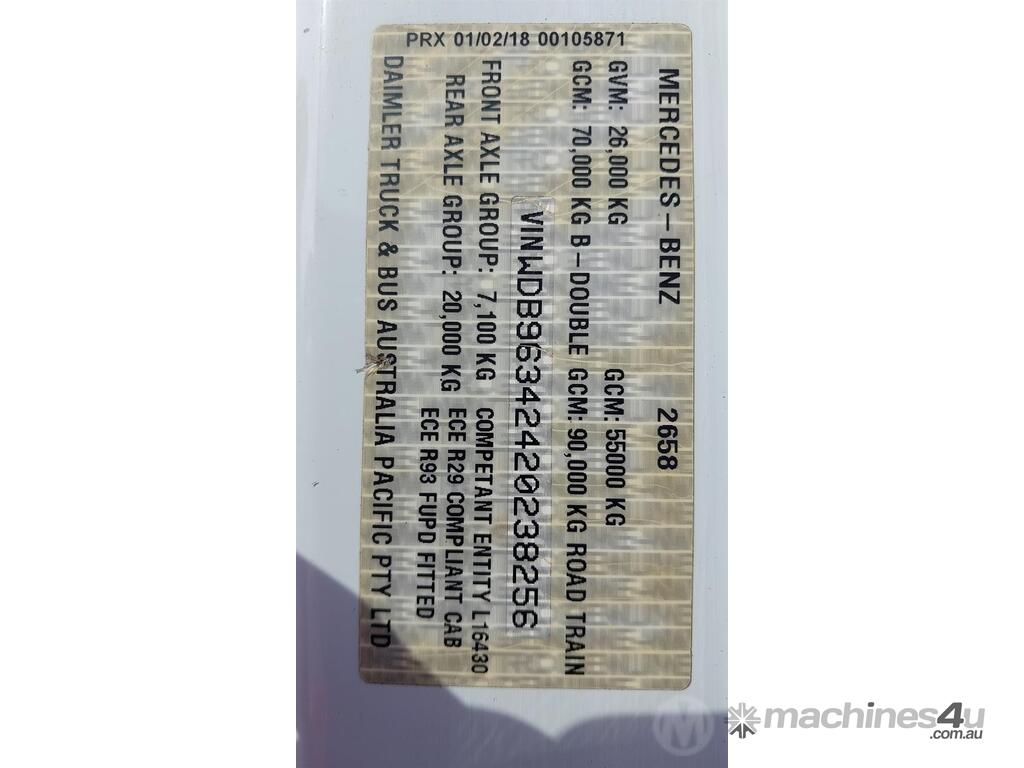 PRX 01/02/18 00105871
MERCEDES-BENZ 2658
GVM: 26,000 KG GCM: 55000 KG
GCM: 70,000 KG B-DOUBLE GCM: 90,000 KG ROAD TRAIN
VINWDB9634242023825​6
FRONT AXLE GROUP: 7,100 KG COMPETANT ENTITY L16430
REAR AXLE GROUP: 20,000 KG ECE R29 COMPLIANT CAB
ECE R93 FUPD FITTED
DAIMLER TRUCK & BUS AUSTRALIA PACIFIC PTY LTD
machines4u
.com.au